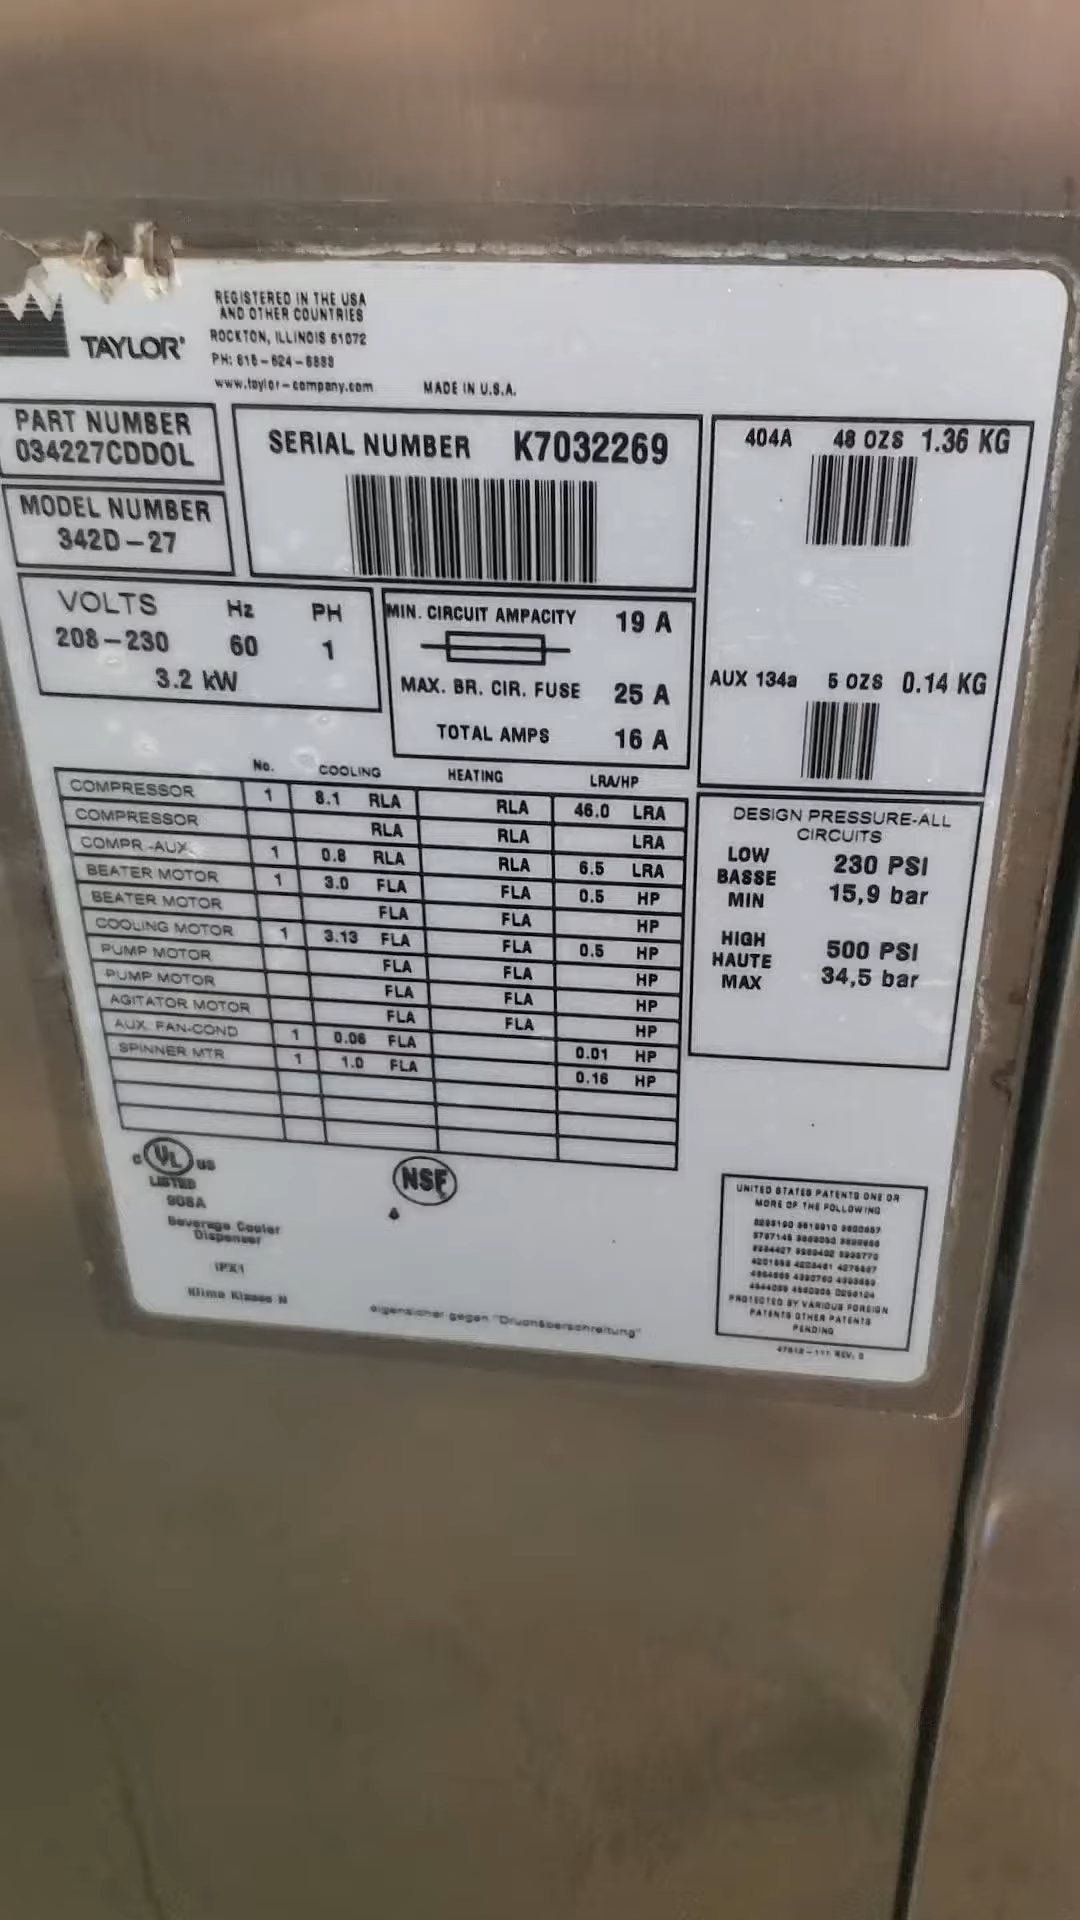 TAYLOR
REGISTERED IN THE USA
AND OTHER COUNTRIES
ROCKTON, ILLINOIS 61072
www.taylor-company.com
MADE IN U.S.A.
PART NUMBER
034227CDDOL
MODEL NUMBER
342D-27
SERIAL NUMBER K7032269
404A 48 OZS 1.36 KG
AUX 134a 5 OZS 0.14 KG
VOLTS Hz PH
208-230 60 1
3.2 kW
MIN. CIRCUIT AMPACITY 19 A
MAX. BR. CIR. FUSE 25 A
TOTAL AMPS 16 A
No. COOLING HEATING LRA/HP
COMPRESSOR 1 8.1 RLA RLA 46.0 LRA
COMPRESSOR RLA RLA LRA
COMPR.-AUX. 1 0.8 RLA RLA 6.5 LRA
BEATER MOTOR 1 3.0 FLA FLA 0.5 HP
BEATER MOTOR FLA FLA HP
COOLING MOTOR 1 3.13 FLA FLA 0.5 HP
PUMP MOTOR FLA FLA HP
PUMP MOTOR FLA FLA HP
AGITATOR MOTOR FLA FLA HP
AUX. FAN-COND 1 0.06 FLA 0.01 HP
SPINNER MTR 1 1.0 FLA 0.16 HP
DESIGN PRESSURE-ALL
CIRCUITS
LOW
BASSE
MIN
230 PSI
15,9 bar
HIGH
HAUTE
MAX
500 PSI
34,5 bar
C UL US
LISTED
908A
Beverage Cooler
Dispenser
IPX1
Klima Klasse N
NSF
eigensicher gegen
UNITED STATES PATENTS ONE OR
MORE OF THE FOLLOWING
PROTECTED BY VARIOUS FOREIGN
PATENTS OTHER PATENTS
PENDING